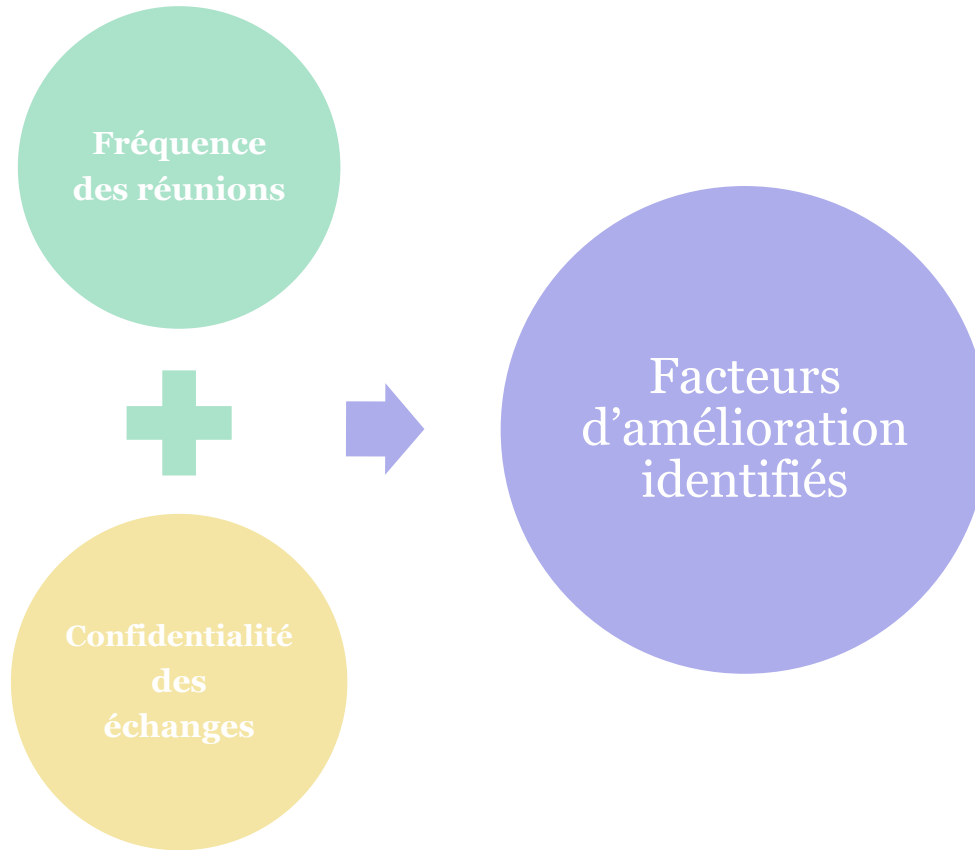 Fréquence
des réunions
Facteurs
d’amélioration
identifiés
Confidentialité
des
échanges